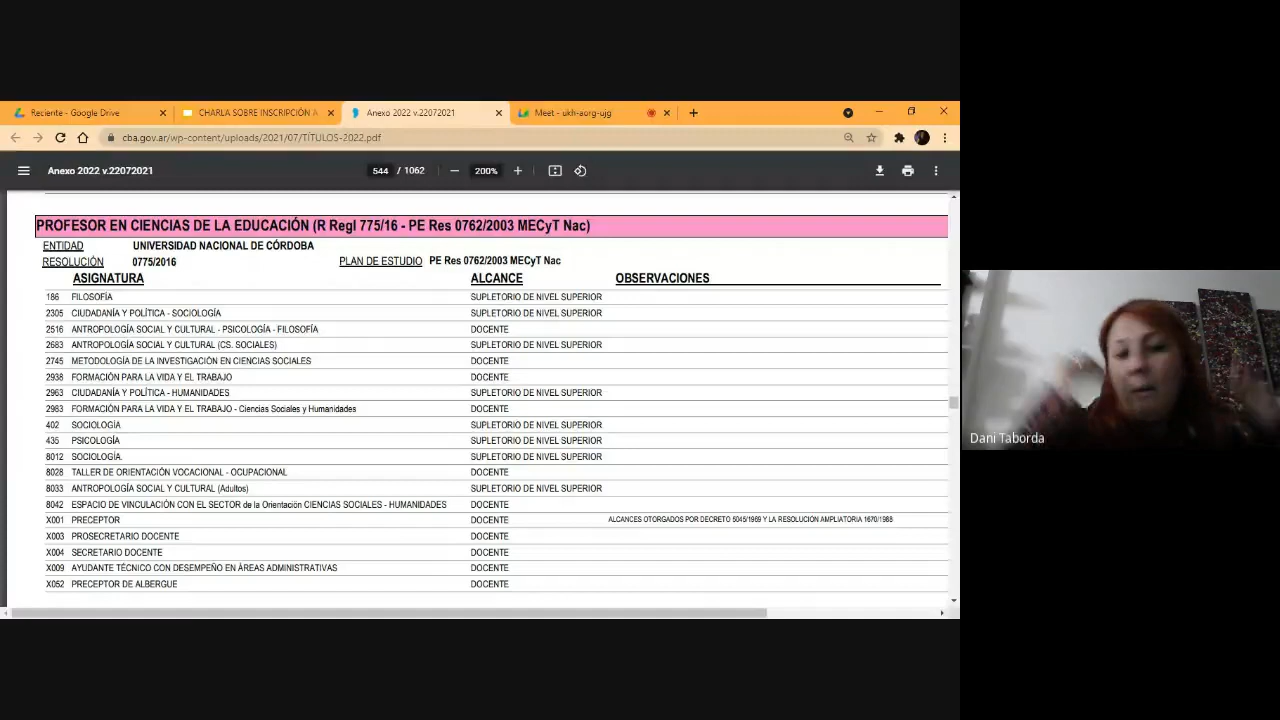 Reciente - Google Drive
CHARLA SOBRE INSCRIPCIÓN A
Anexo 2022 v.22072021
Meet - ukh-aorg-ujg
cba.gov.ar/wp-content/uploads/2021/07/TÍTULOS-2022.pdf
Anexo 2022 v.22072021
544 / 1062
200%
PROFESOR EN CIENCIAS DE LA EDUCACIÓN (R Regl 775/16 - PE Res 0762/2003 MECyT Nac)
ENTIDAD UNIVERSIDAD NACIONAL DE CÓRDOBA
RESOLUCIÓN 0775/2016 PLAN DE ESTUDIO PE Res 0762/2003 MECyT Nac
ASIGNATURA ALCANCE OBSERVACIONES
186 FILOSOFÍA SUPLETORIO DE NIVEL SUPERIOR
2305 CIUDADANÍA Y POLÍTICA - SOCIOLOGÍA SUPLETORIO DE NIVEL SUPERIOR
2516 ANTROPOLOGÍA SOCIAL Y CULTURAL - PSICOLOGÍA - FILOSOFÍA DOCENTE
2683 ANTROPOLOGÍA SOCIAL Y CULTURAL (CS. SOCIALES) SUPLETORIO DE NIVEL SUPERIOR
2745 METODOLOGÍA DE LA INVESTIGACIÓN EN CIENCIAS SOCIALES DOCENTE
2938 FORMACIÓN PARA LA VIDA Y EL TRABAJO DOCENTE
2963 CIUDADANÍA Y POLÍTICA - HUMANIDADES SUPLETORIO DE NIVEL SUPERIOR
2983 FORMACIÓN PARA LA VIDA Y EL TRABAJO - Ciencias Sociales y Humanidades DOCENTE
402 SOCIOLOGÍA SUPLETORIO DE NIVEL SUPERIOR
435 PSICOLOGÍA SUPLETORIO DE NIVEL SUPERIOR
8012 SOCIOLOGÍA. SUPLETORIO DE NIVEL SUPERIOR
8028 TALLER DE ORIENTACIÓN VOCACIONAL - OCUPACIONAL DOCENTE
8033 ANTROPOLOGÍA SOCIAL Y CULTURAL (Adultos) SUPLETORIO DE NIVEL SUPERIOR
8042 ESPACIO DE VINCULACIÓN CON EL SECTOR de la Orientación CIENCIAS SOCIALES - HUMANIDADES DOCENTE
X001 PRECEPTOR DOCENTE ALCANCES OTORGADOS POR DECRETO 5045/1969 Y LA RESOLUCIÓN AMPLIATORIA 1670/1988
X003 PROSECRETARIO DOCENTE DOCENTE
X004 SECRETARIO DOCENTE DOCENTE
X009 AYUDANTE TÉCNICO CON DESEMPEÑO EN ÁREAS ADMINISTRATIVAS DOCENTE
X052 PRECEPTOR DE ALBERGUE DOCENTE
Dani Taborda